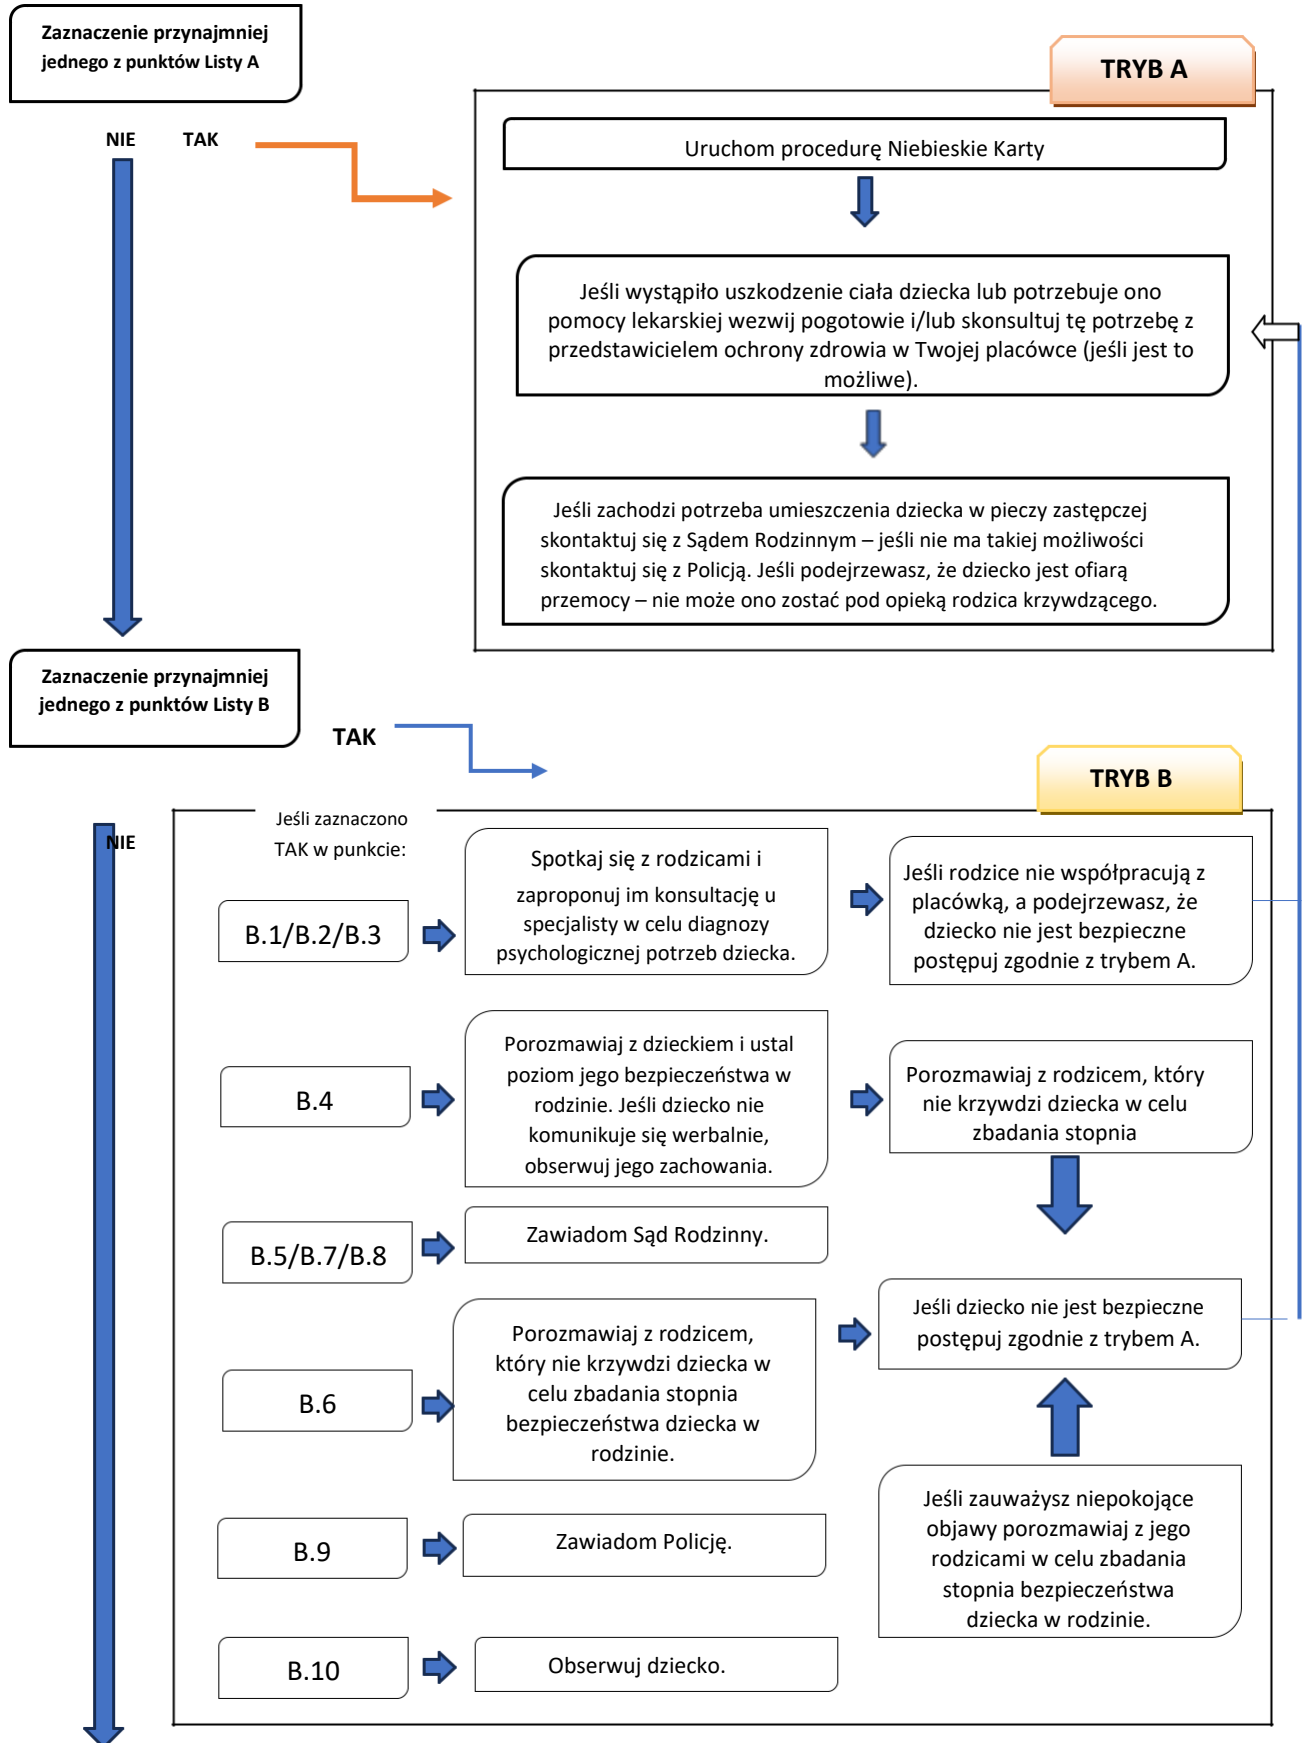 Zaznaczenie przynajmniej
jednego z punktów Listy A
NIE TAK
TRYB A
Uruchom procedurę Niebieskie Karty
Jeśli wystąpiło uszkodzenie ciała dziecka lub potrzebuje ono
pomocy lekarskiej wezwij pogotowie i/lub skonsultuj tę potrzebę z
przedstawicielem ochrony zdrowia w Twojej placówce (jeśli jest to
możliwe).
Jeśli zachodzi potrzeba umieszczenia dziecka w pieczy zastępczej
skontaktuj się z Sądem Rodzinnym – jeśli nie ma takiej możliwości
skontaktuj się z Policją. Jeśli podejrzewasz, że dziecko jest ofiarą
przemocy – nie może ono zostać pod opieką rodzica krzywdzącego.
Zaznaczenie przynajmniej
jednego z punktów Listy B
TAK
TRYB B
NIE
Jeśli zaznaczono
TAK w punkcie:
B.1/B.2/B.3
Spotkaj się z rodzicami i
zaproponuj im konsultację u
specjalisty w celu diagnozy
psychologicznej potrzeb dziecka.
Jeśli rodzice nie współpracują z
placówką, a podejrzewasz, że
dziecko nie jest bezpieczne
postępuj zgodnie z trybem A.
B.4
Porozmawiaj z dzieckiem i ustal
poziom jego bezpieczeństwa w
rodzinie. Jeśli dziecko nie
komunikuje się werbalnie,
obserwuj jego zachowania.
Porozmawiaj z rodzicem, który
nie krzywdzi dziecka w celu
zbadania stopnia
B.5/B.7/B.8
Zawiadom Sąd Rodzinny.
B.6
Porozmawiaj z rodzicem,
który nie krzywdzi dziecka w
celu zbadania stopnia
bezpieczeństwa dziecka w
rodzinie.
Jeśli dziecko nie jest bezpieczne
postępuj zgodnie z trybem A.
B.9
Zawiadom Policję.
Jeśli zauważysz niepokojące
objawy porozmawiaj z jego
rodzicami w celu zbadania
stopnia bezpieczeństwa
dziecka w rodzinie.
B.10
Obserwuj dziecko.